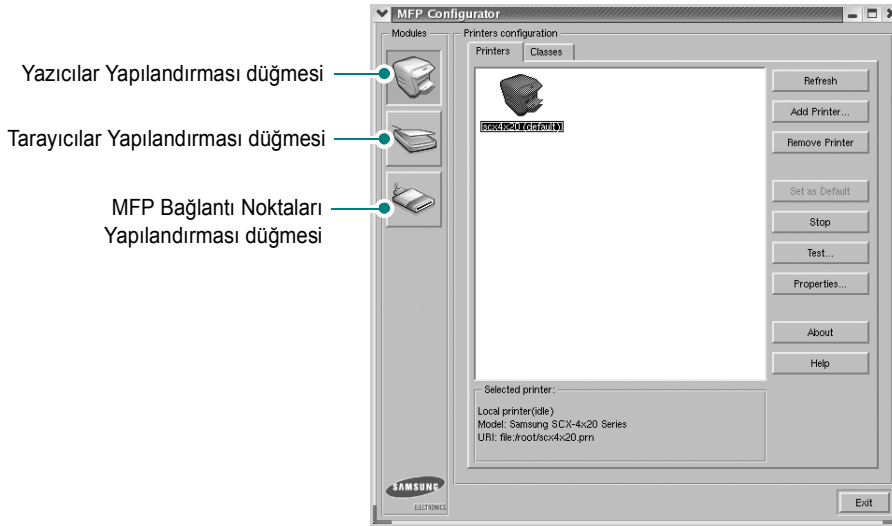 MFP Configurator
Modules
Printers configuration
Printers
Classes
Yazıcılar Yapılandırması düğmesi
Tarayıcılar Yapılandırması düğmesi
MFP Bağlantı Noktaları
Yapılandırması düğmesi
scx4x20 (default)
Refresh
Add Printer...
Remove Printer
Set as Default
Stop
Test...
Properties...
About
Help
Selected printer:
Local printer(idle)
Model: Samsung SCX-4x20 Series
URI: file:/root/scx4x20.prn
SAMSUNG
ELECTRONICS
Exit